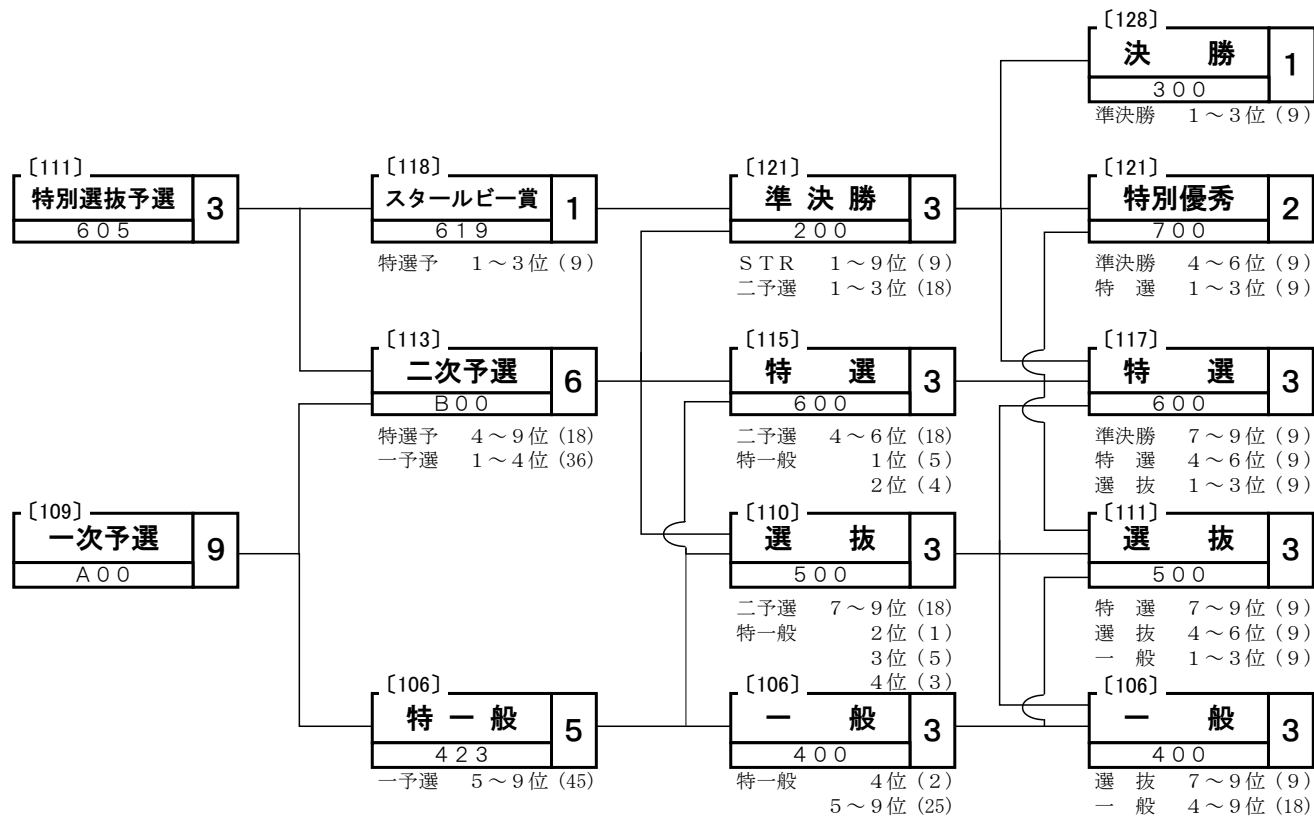 〔111〕
特別選抜予選 3
605
〔109〕
一次予選 9
A00
〔118〕
スタールビー賞 1
619
特選予 1～3位 (9)
〔113〕
二次予選 6
B00
特選予 4～9位 (18)
一予選 1～4位 (36)
〔106〕
特一般 5
423
一予選 5～9位 (45)
〔121〕
準決勝 3
200
STR 1～9位 (9)
二予選 1～3位 (18)
〔115〕
特選 3
600
二予選 4～6位 (18)
特一般 1位 (5)
2位 (4)
〔110〕
選抜 3
500
二予選 7～9位 (18)
特一般 2位 (1)
3位 (5)
4位 (3)
〔106〕
一般 3
400
特一般 4位 (2)
5～9位 (25)
〔128〕
決勝 1
300
準決勝 1～3位 (9)
〔121〕
特別優秀 2
700
準決勝 4～6位 (9)
特選 1～3位 (9)
〔117〕
特選 3
600
準決勝 7～9位 (9)
特選 4～6位 (9)
選抜 1～3位 (9)
〔111〕
選抜 3
500
特選 7～9位 (9)
選抜 4～6位 (9)
一般 1～3位 (9)
〔106〕
一般 3
400
選抜 7～9位 (9)
一般 4～9位 (18)